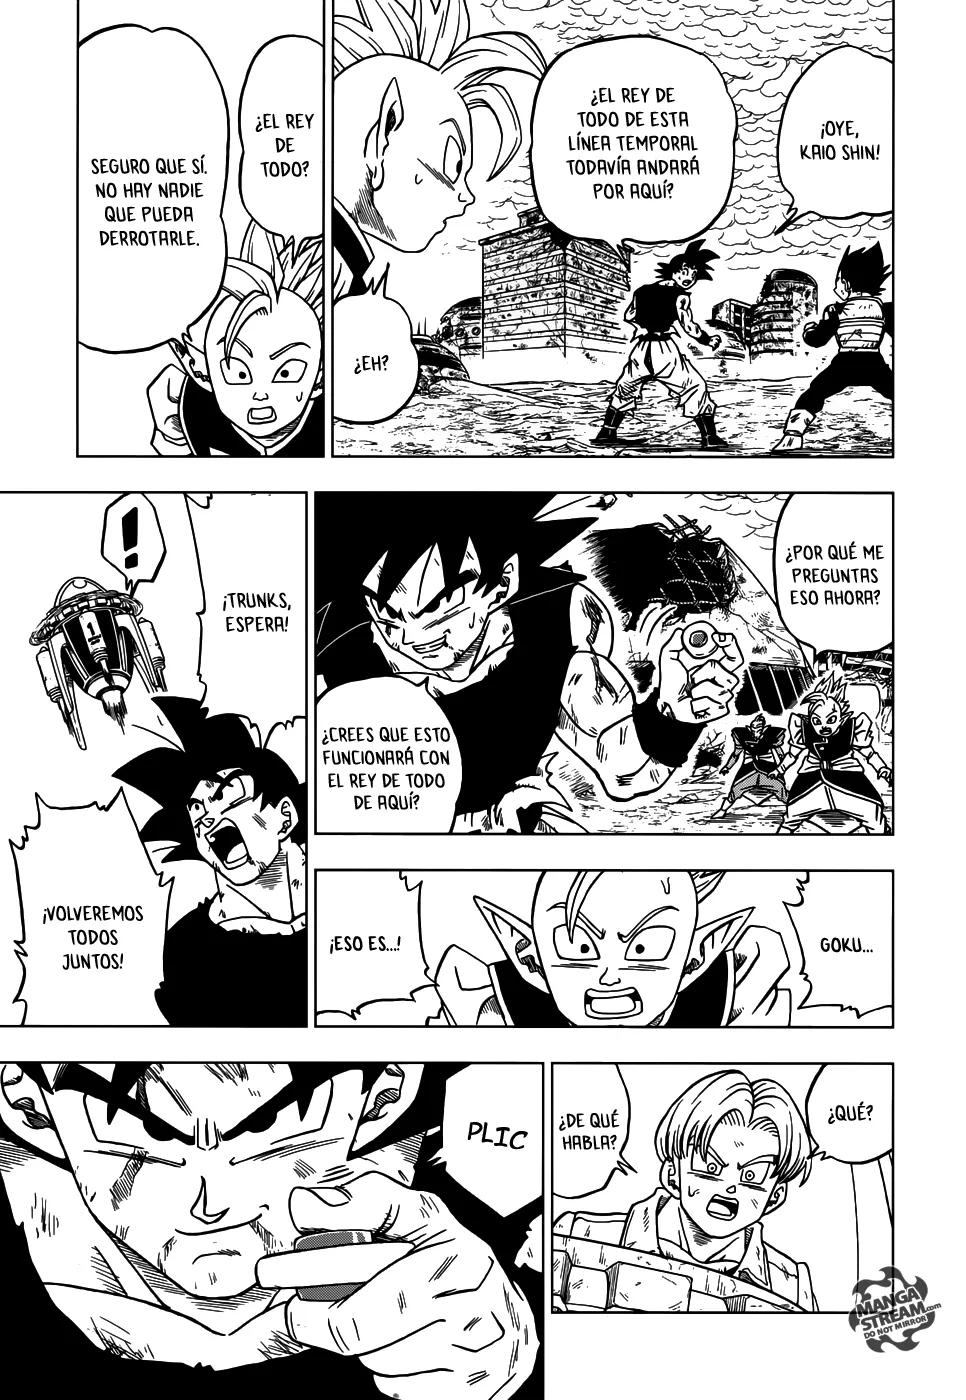 ¡OYE,
KAIO SHIN!
¿EL REY DE
TODO DE ESTA
LÍNEA TEMPORAL
TODAVÍA ANDARÁ
POR AQUÍ?
¿EH?
¿EL REY
DE
TODO?
SEGURO QUE SÍ.
NO HAY NADIE
QUE PUEDA
DERROTARLE.
¿POR QUÉ ME
PREGUNTAS
ESO AHORA?
¿CREES QUE ESTO
FUNCIONARÁ CON
EL REY DE TODO
DE AQUÍ?
!
1
¡TRUNKS,
ESPERA!
¡VOLVEREMOS
TODOS
JUNTOS!
GOKU...
¡ESO ES...!
¿QUÉ?
¿DE QUÉ
HABLA?
PLIC
MANGA
STREAM.com
DO NOT MIRROR